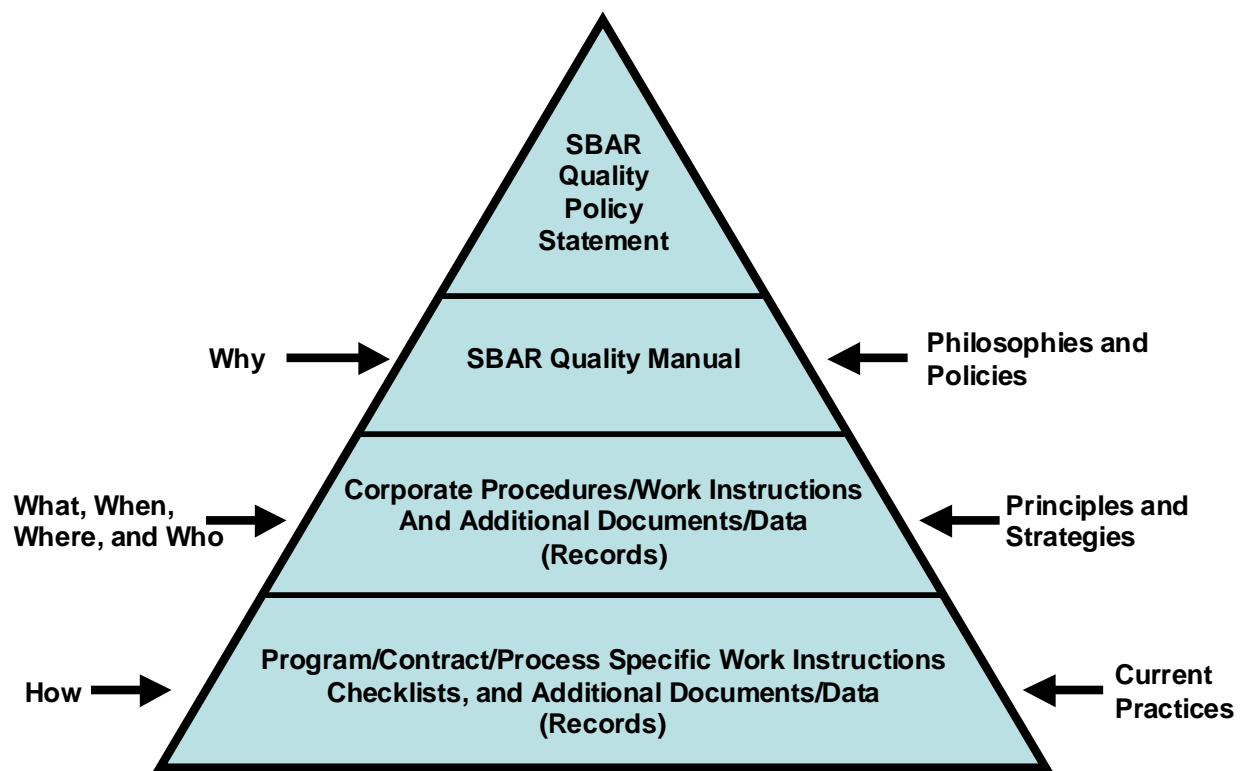 SBAR
Quality
Policy
Statement
Why
SBAR Quality Manual
Philosophies and
Policies
What, When,
Where, and Who
Corporate Procedures/Work Instructions
And Additional Documents/Data
(Records)
Principles and
Strategies
How
Program/Contract/Process Specific Work Instructions
Checklists, and Additional Documents/Data
(Records)
Current
Practices